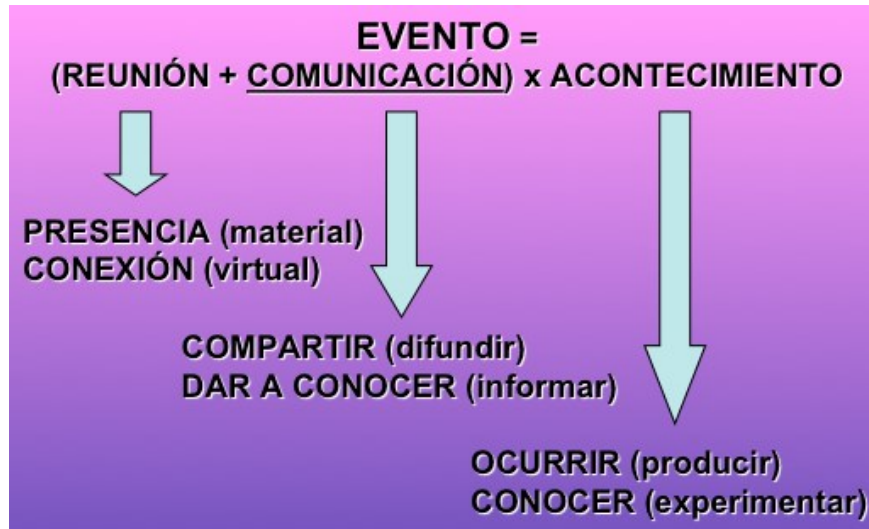 EVENTO =
(REUNIÓN + COMUNICACIÓN) x ACONTECIMIENTO
PRESENCIA (material)
CONEXIÓN (virtual)
COMPARTIR (difundir)
DAR A CONOCER (informar)
OCURRIR (producir)
CONOCER (experimentar)